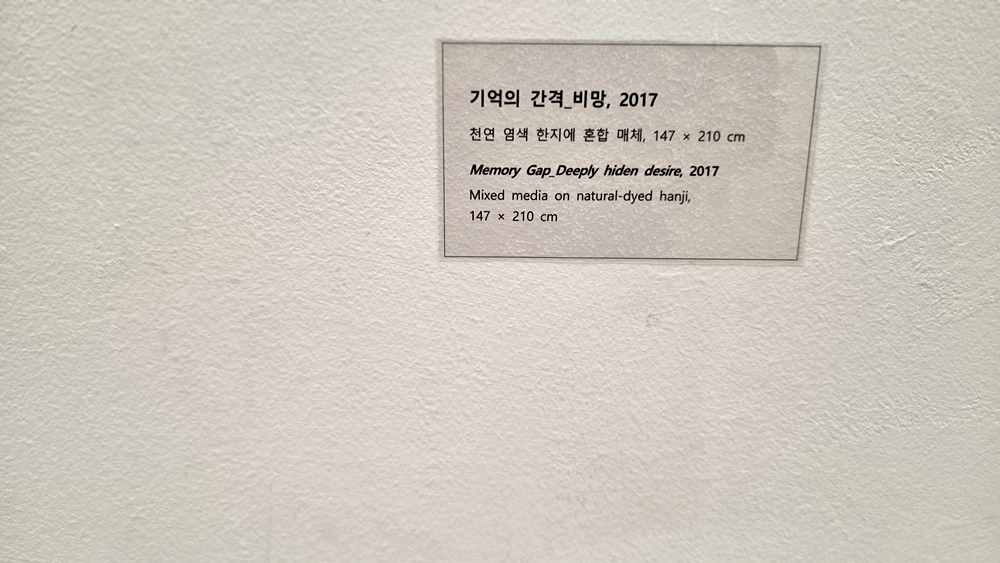 기억의 간격_비망, 2017
천연 염색 한지에 혼합 매체, 147 × 210 cm
Memory Gap_Deeply hiden desire, 2017
Mixed media on natural-dyed hanji,
147 × 210 cm